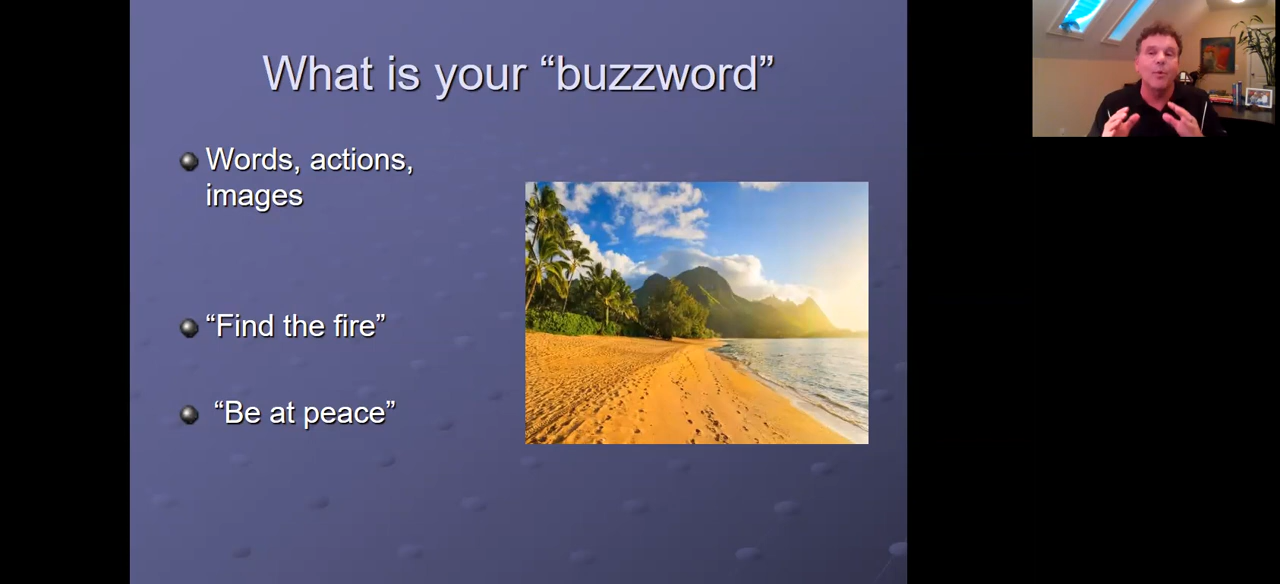 What is your “buzzword”
Words, actions,
images
“Find the fire”
“Be at peace”